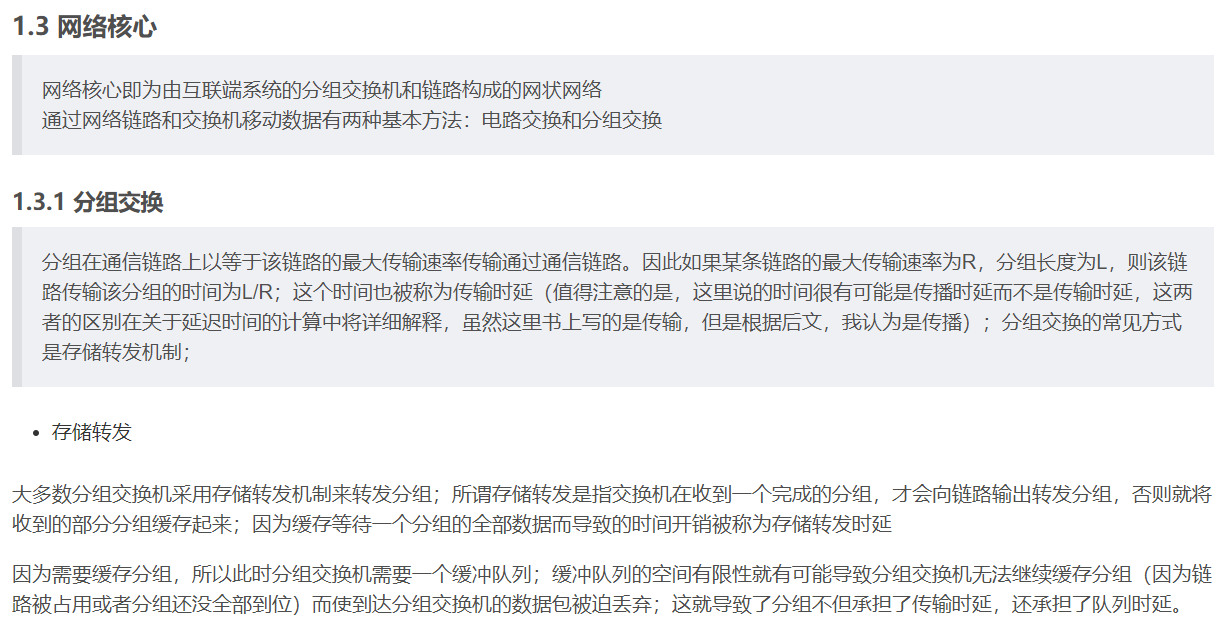 1.3 网络核心
网络核心即为由互联端系统的分组交换机和链路构成的网状网络
通过网络链路和交换机移动数据有两种基本方法：电路交换和分组交换
1.3.1 分组交换
分组在通信链路上以等于该链路的最大传输速率传输通过通信链路。因此如果某条链路的最大传输速率为R，分组长度为L，则该链
路传输该分组的时间为L/R；这个时间也被称为传输时延（值得注意的是，这里说的时间很有可能是传播时延而不是传输时延，这两
者的区别在关于延迟时间的计算中将详细解释，虽然这里书上写的是传输，但是根据后文，我认为是传播）；分组交换的常见方式
是存储转发机制；
• 存储转发
大多数分组交换机采用存储转发机制来转发分组；所谓存储转发是指交换机在收到一个完成的分组，才会向链路输出转发分组，否则就将
收到的部分分组缓存起来；因为缓存等待一个分组的全部数据而导致的时间开销被称为存储转发时延
因为需要缓存分组，所以此时分组交换机需要一个缓冲队列；缓冲队列的空间有限性就有可能导致分组交换机无法继续缓存分组（因为链
路被占用或者分组还没全部到位）而使到达分组交换机的数据包被迫丢弃；这就导致了分组不但承担了传输时延，还承担了队列时延。